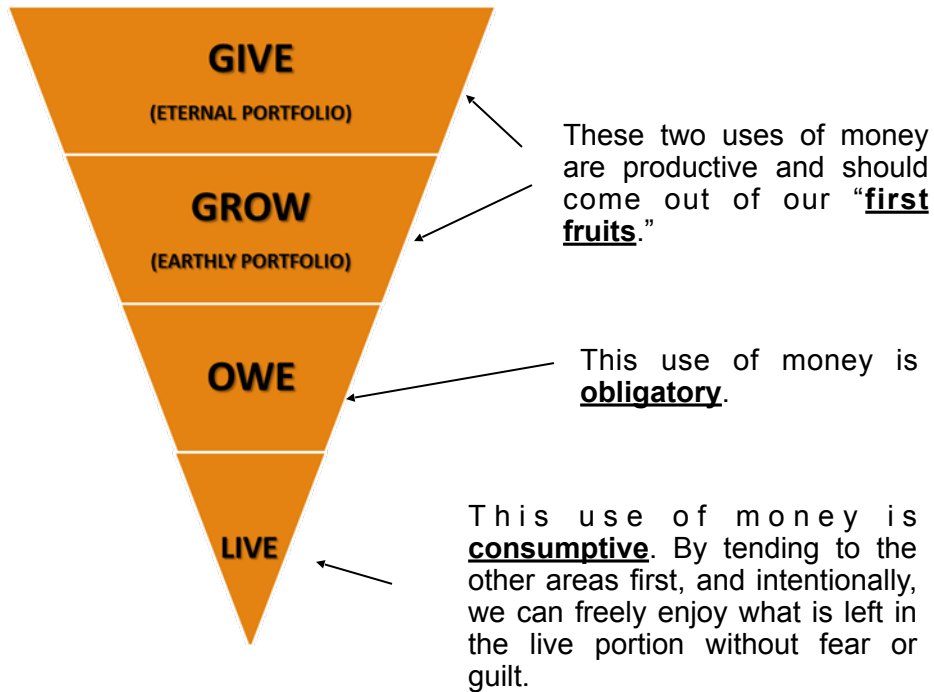 GIVE
(ETERNAL PORTFOLIO)
These two uses of money
are productive and should
come out of our “first
fruits.”
GROW
(EARTHLY PORTFOLIO)
OWE
This use of money is
obligatory.
LIVE
This use of money is
consumptive. By tending to the
other areas first, and intentionally,
we can freely enjoy what is left in
the live portion without fear or
guilt.